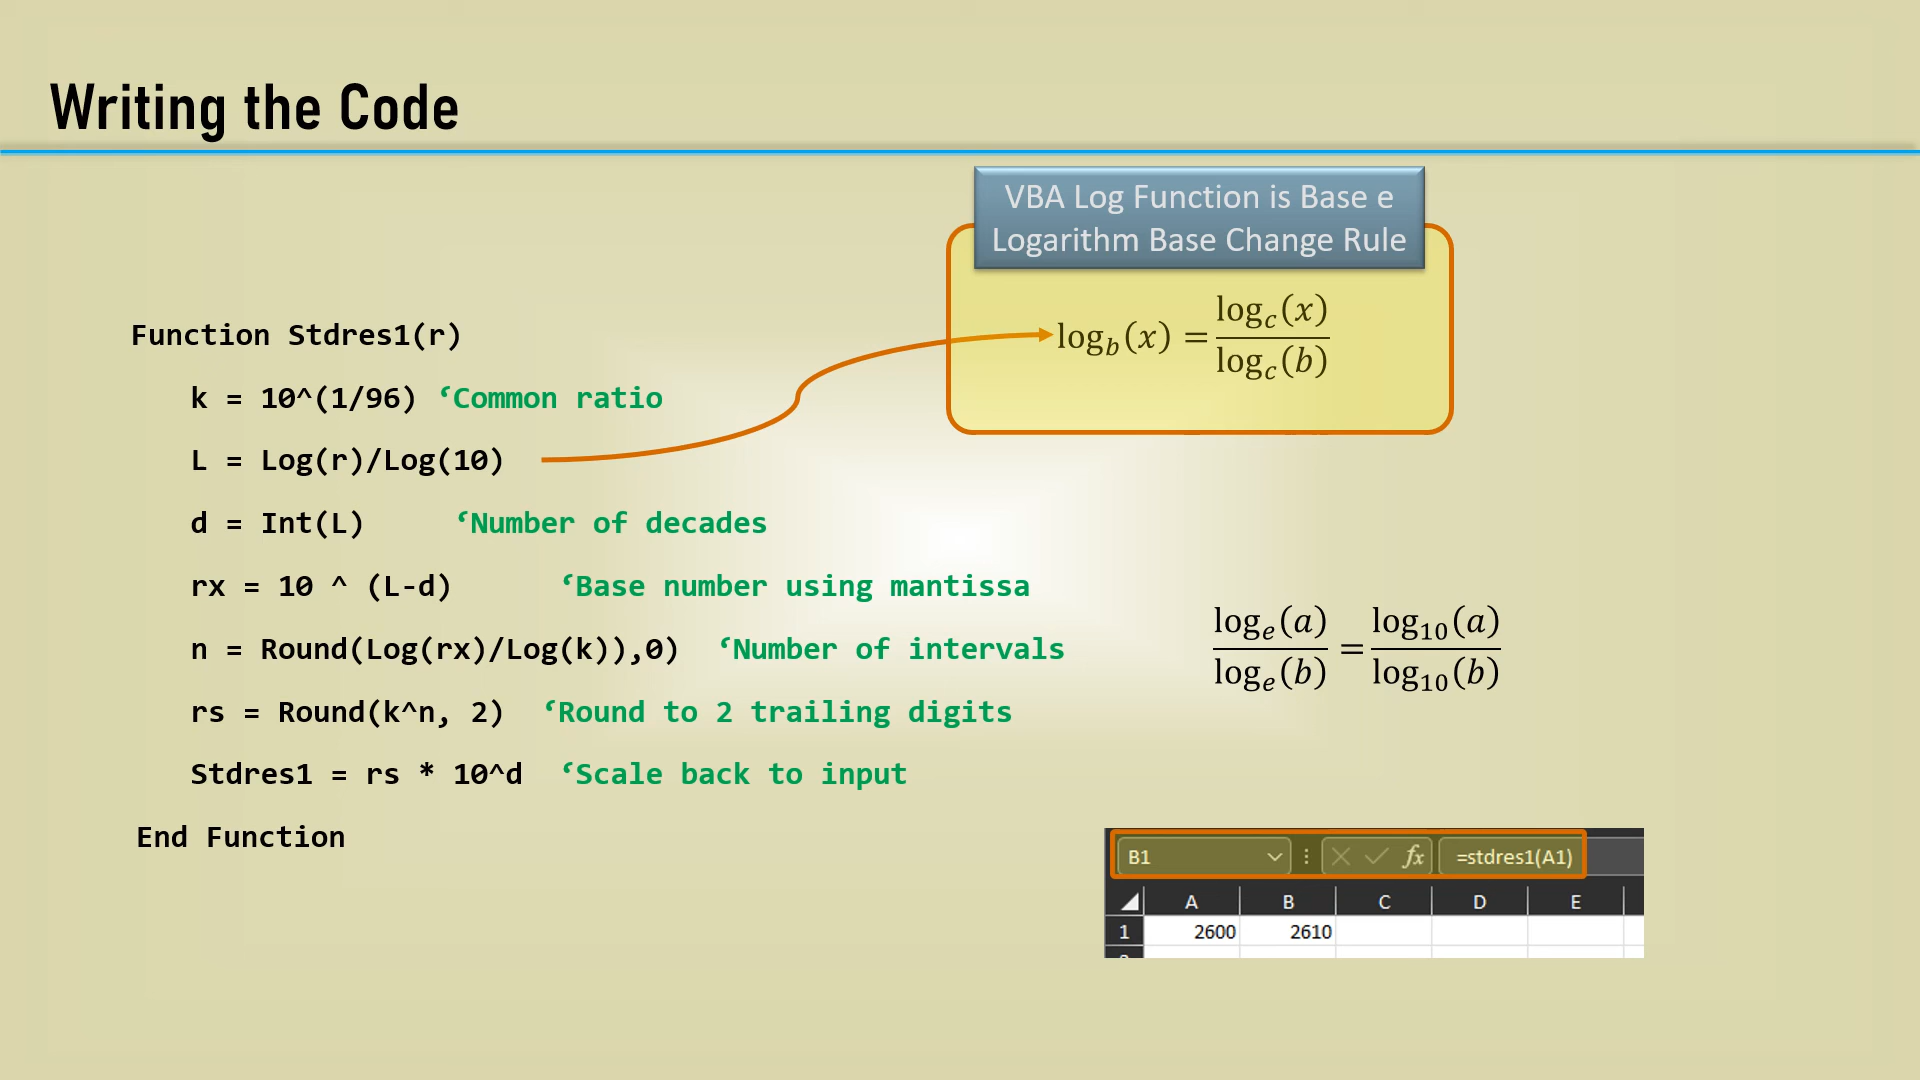 Writing the Code
VBA Log Function is Base e
Logarithm Base Change Rule
log_b(x) = log_c(x) / log_c(b)
Function Stdres1(r)
k = 10^(1/96) ‘Common ratio
L = Log(r)/Log(10)
d = Int(L) ‘Number of decades
rx = 10 ^ (L-d) ‘Base number using mantissa
n = Round(Log(rx)/Log(k)),0) ‘Number of intervals
rs = Round(k^n, 2) ‘Round to 2 trailing digits
Stdres1 = rs * 10^d ‘Scale back to input
End Function
log_e(a) / log_e(b) = log_10(a) / log_10(b)
B1 fx =stdres1(A1)
A B C D E
1 2600 2610